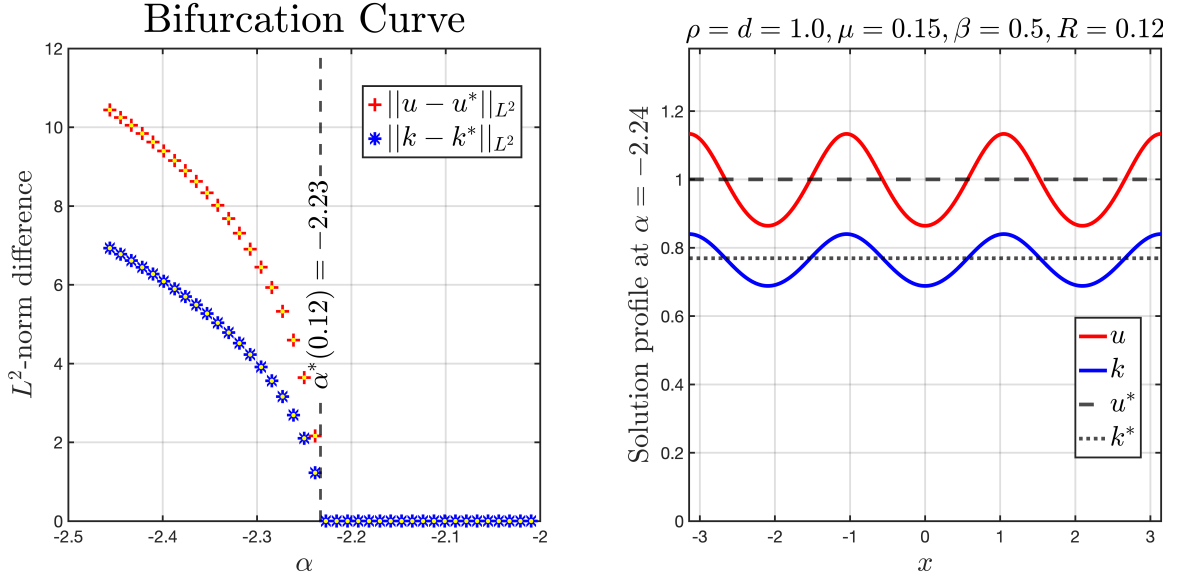 Bifurcation Curve
12
10
8
6
4
2
0
-2.5
-2.4
-2.3
-2.2
-2.1
-2
L²-norm difference
α
||u − u*||_{L²}
||k − k*||_{L²}
α*(0.12) = −2.23
ρ = d = 1.0, μ = 0.15, β = 0.5, R = 0.12
1.2
1
0.8
0.6
0.4
0.2
0
-3
-2
-1
0
1
2
3
Solution profile at α = −2.24
x
u
k
u*
k*